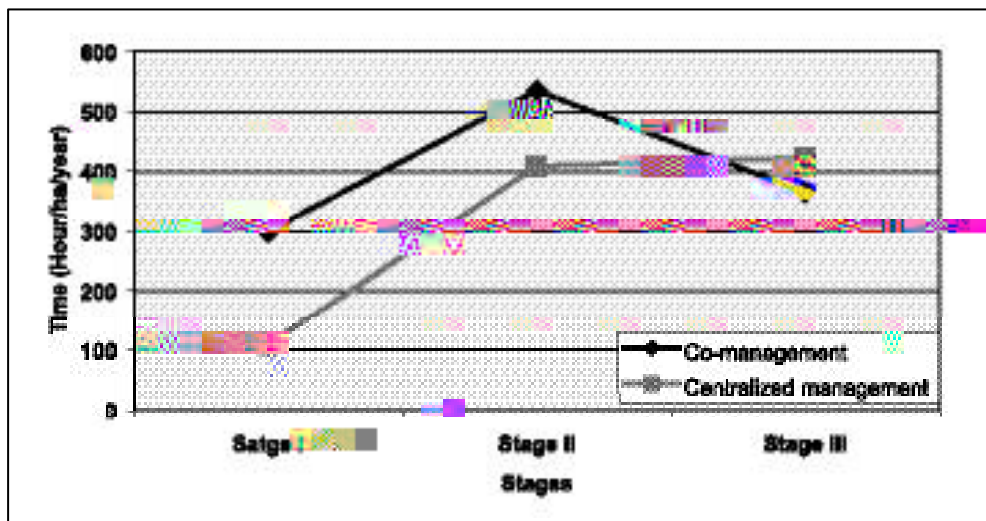 600
500
400
300
200
100
0
Time (Hour/ha/year)
Satge I
Stage II
Stage III
Stages
Co-management
Centralized management